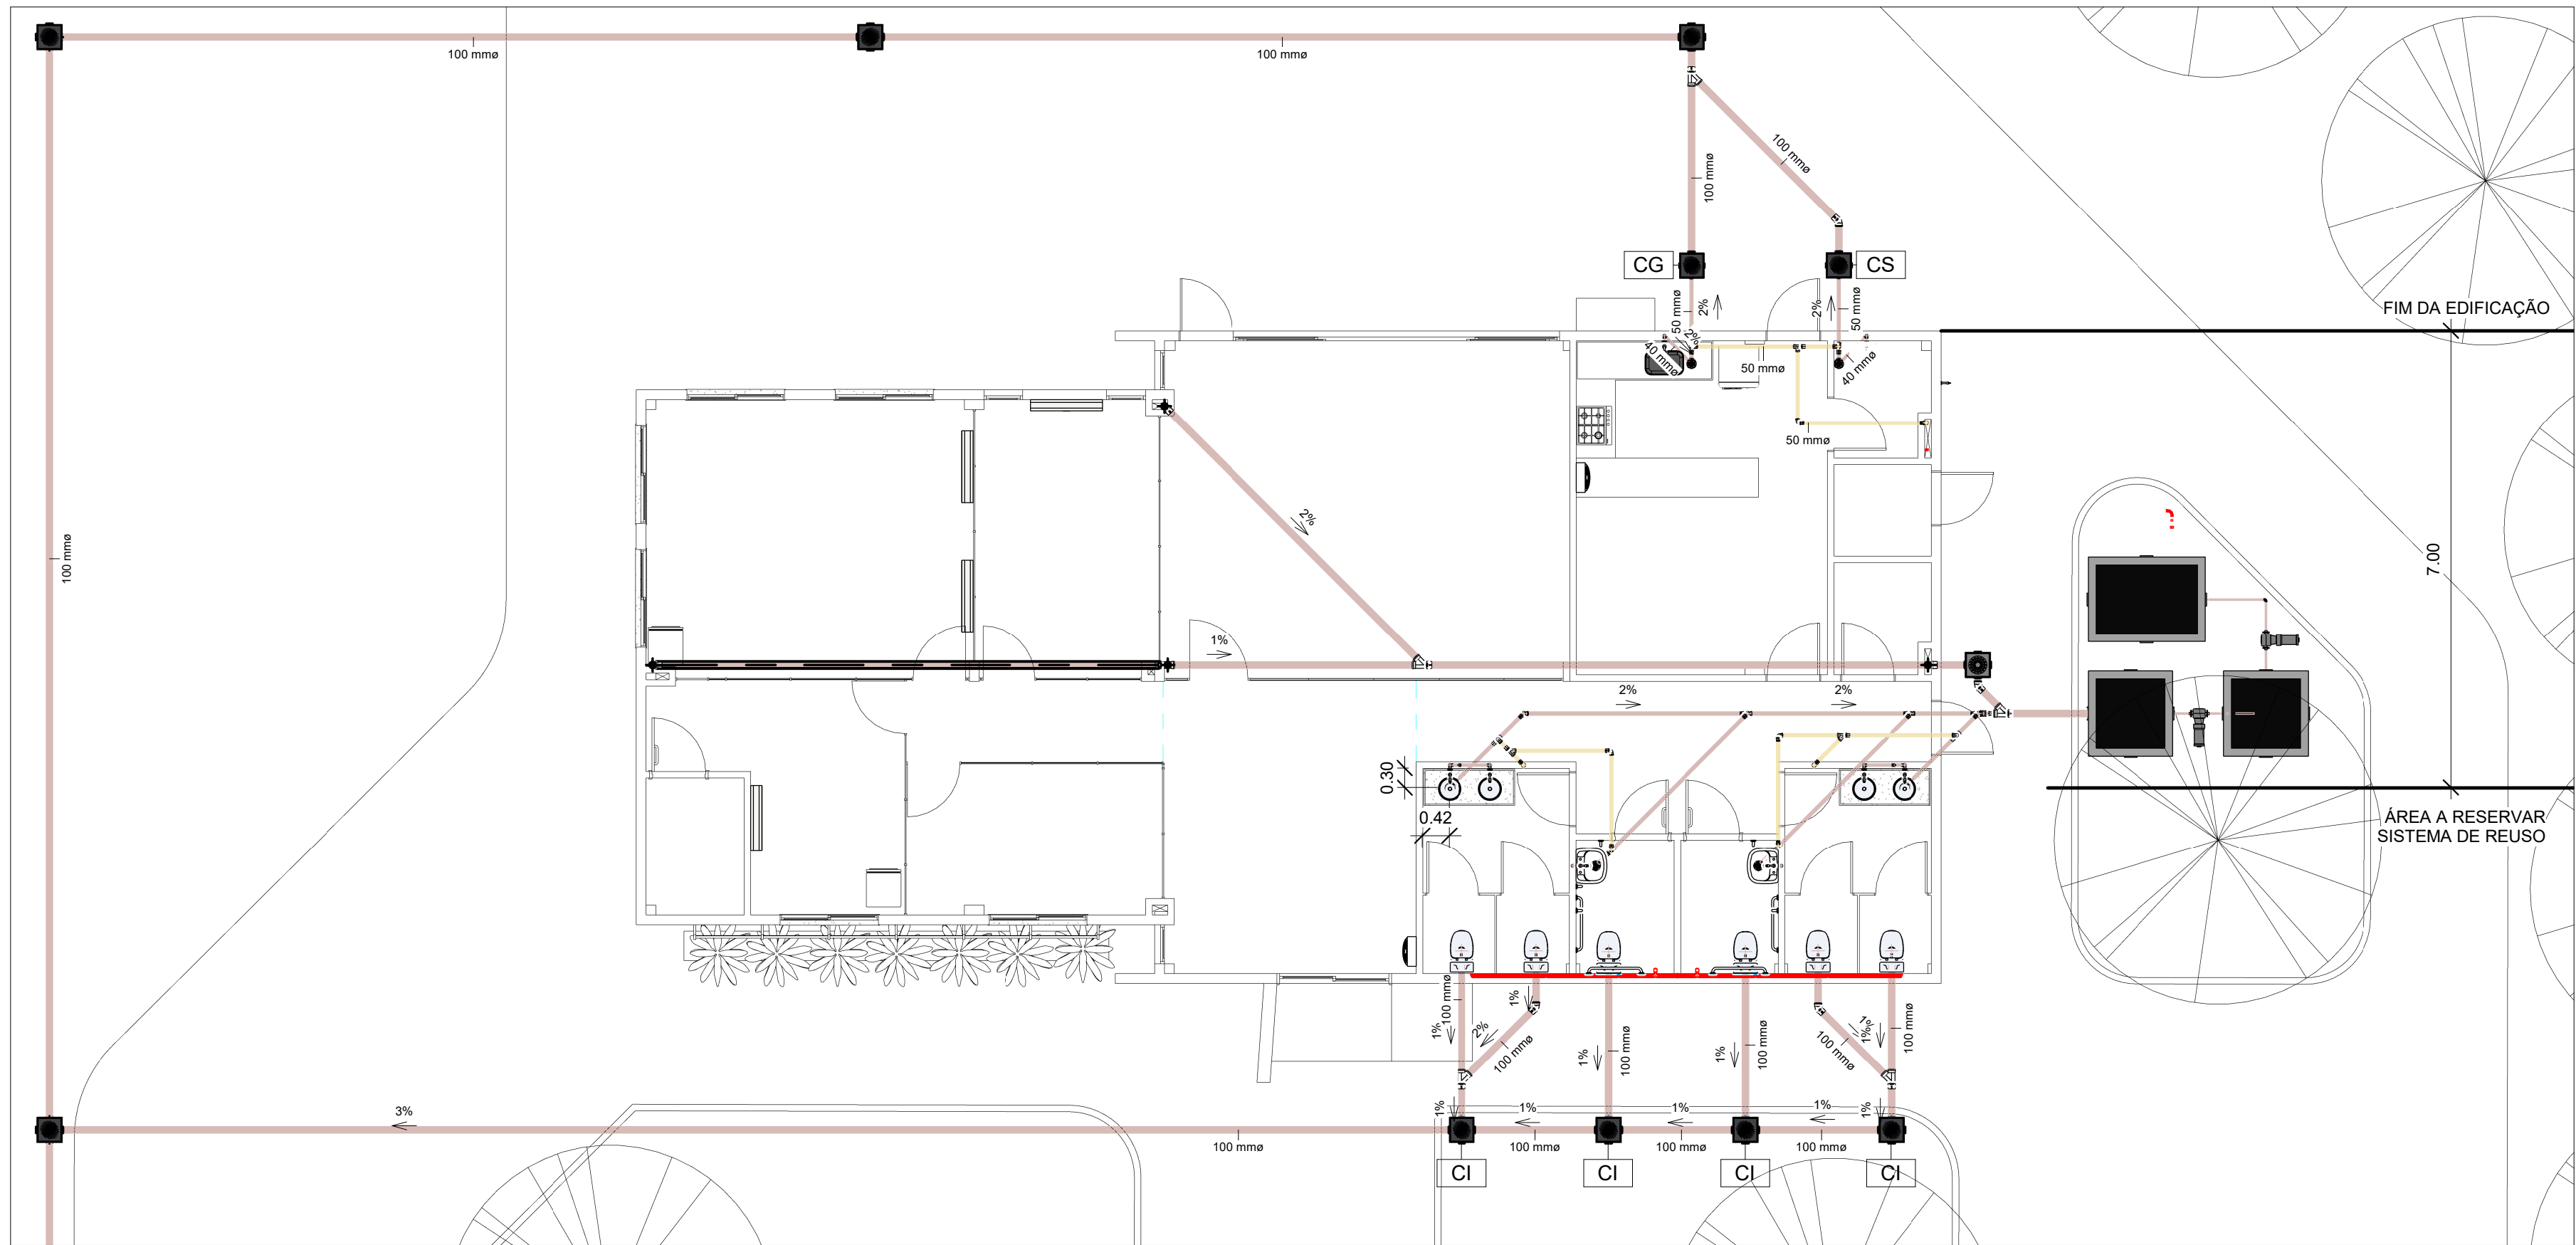 100 mmø
100 mmø
100 mmø
100 mmø
CG
CS
50 mmø
2%
2%
50 mmø
FIM DA EDIFICAÇÃO
2%
40 mmø
50 mmø
40 mmø
50 mmø
2%
100 mmø
7.00
1%
2%
2%
0.30
0.42
ÁREA A RESERVAR
SISTEMA DE REUSO
100 mmø
1%
1%
2%
100 mmø
1%
100 mmø
1%
100 mmø
1%
1%
100 mmø
100 mmø
3%
1%
1%
1%
1%
1%
100 mmø
100 mmø
100 mmø
100 mmø
CI
CI
CI
CI